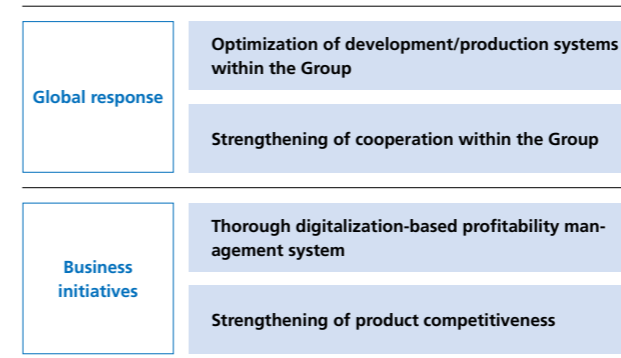 Global response
Optimization of development/production systems
within the Group
Strengthening of cooperation within the Group
Business
initiatives
Thorough digitalization-based profitability man-
agement system
Strengthening of product competitiveness